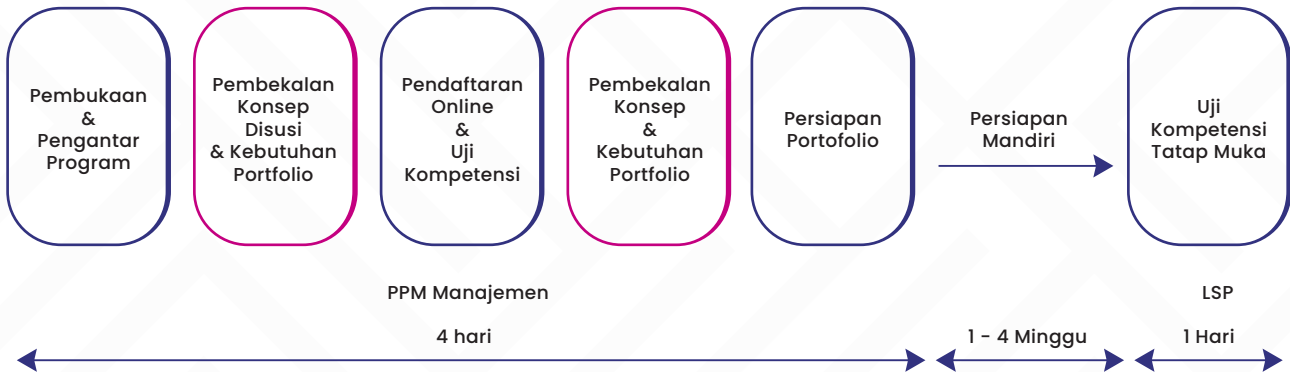 Pembukaan
&
Pengantar
Program
Pembekalan
Konsep
Disusi
& Kebutuhan
Portfolio
Pendaftaran
Online
&
Uji
Kompetensi
Pembekalan
Konsep
&
Kebutuhan
Portfolio
Persiapan
Portofolio
Persiapan
Mandiri
Uji
Kompetensi
Tatap Muka
PPM Manajemen
LSP
4 hari
1 - 4 Minggu
1 Hari